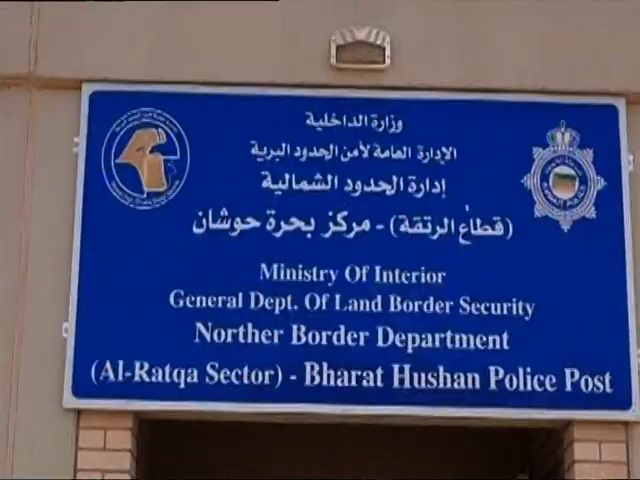 وزارة الداخلية
الإدارة العامة لأمن الحدود البرية
إدارة الحدود الشمالية
(قطاع الرتقة) - مركز بحرة حوشان
Ministry Of Interior
General Dept. Of Land Border Security
Norther Border Department
(Al-Ratqa Sector) - Bharat Hushan Police Post